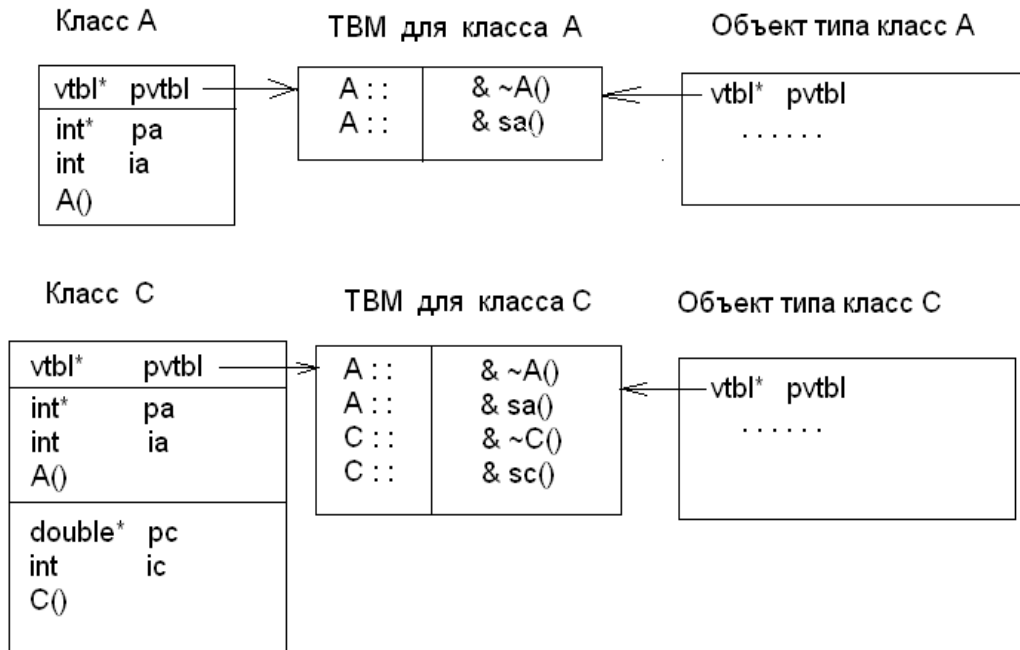 Класс А
ТВМ для класса А
Объект типа класс А
vtbl* pvtbl
int* pa
int ia
A()
A : : & ~A()
A : : & sa()
vtbl* pvtbl
. . . . . .
Класс С
ТВМ для класса С
Объект типа класс С
vtbl* pvtbl
int* pa
int ia
A()
double* pc
int ic
C()
A : : & ~A()
A : : & sa()
C : : & ~C()
C : : & sc()
vtbl* pvtbl
. . . . . .